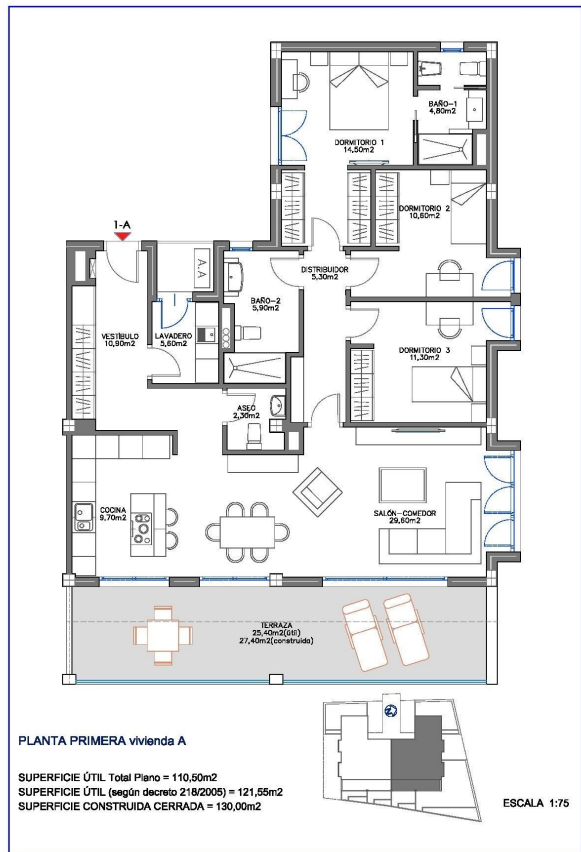 BAÑO-1
4,80m2
DORMITORIO 1
14,50m2
DORMITORIO 2
10,60m2
1-A
A.A
DISTRIBUIDOR
5,30m2
BAÑO-2
5,90m2
VESTÍBULO
10,90m2
LAVADERO
5,60m2
DORMITORIO 3
11,30m2
ASEO
2,30m2
COCINA
9,70m2
SALÓN-COMEDOR
29,60m2
TERRAZA
25,40m2(útil)
27,40m2(construido)
PLANTA PRIMERA vivienda A
SUPERFICIE ÚTIL Total Plano = 110,50m2
SUPERFICIE ÚTIL (según decreto 218/2005) = 121,55m2
SUPERFICIE CONSTRUIDA CERRADA = 130,00m2
ESCALA 1:75